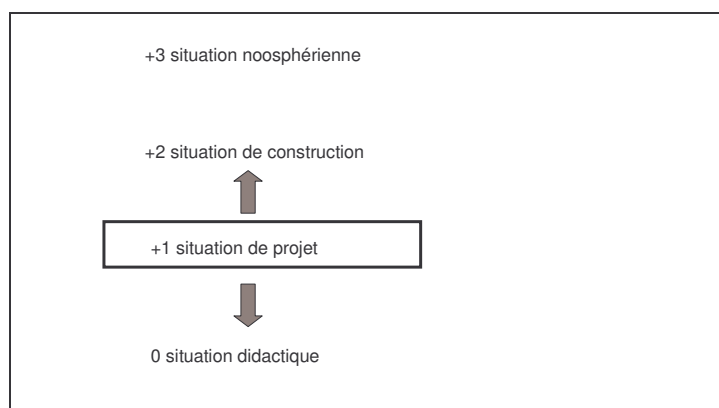 +3 situation noosphérienne
+2 situation de construction
+1 situation de projet
0 situation didactique